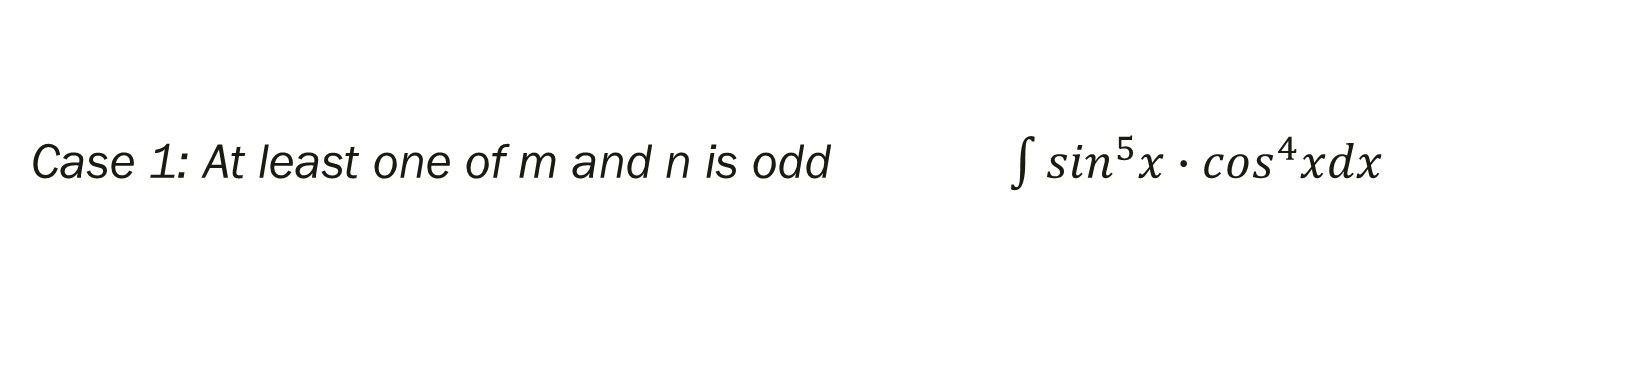 Case 1: At least one of m and n is odd ∫ sin⁵x · cos⁴xdx